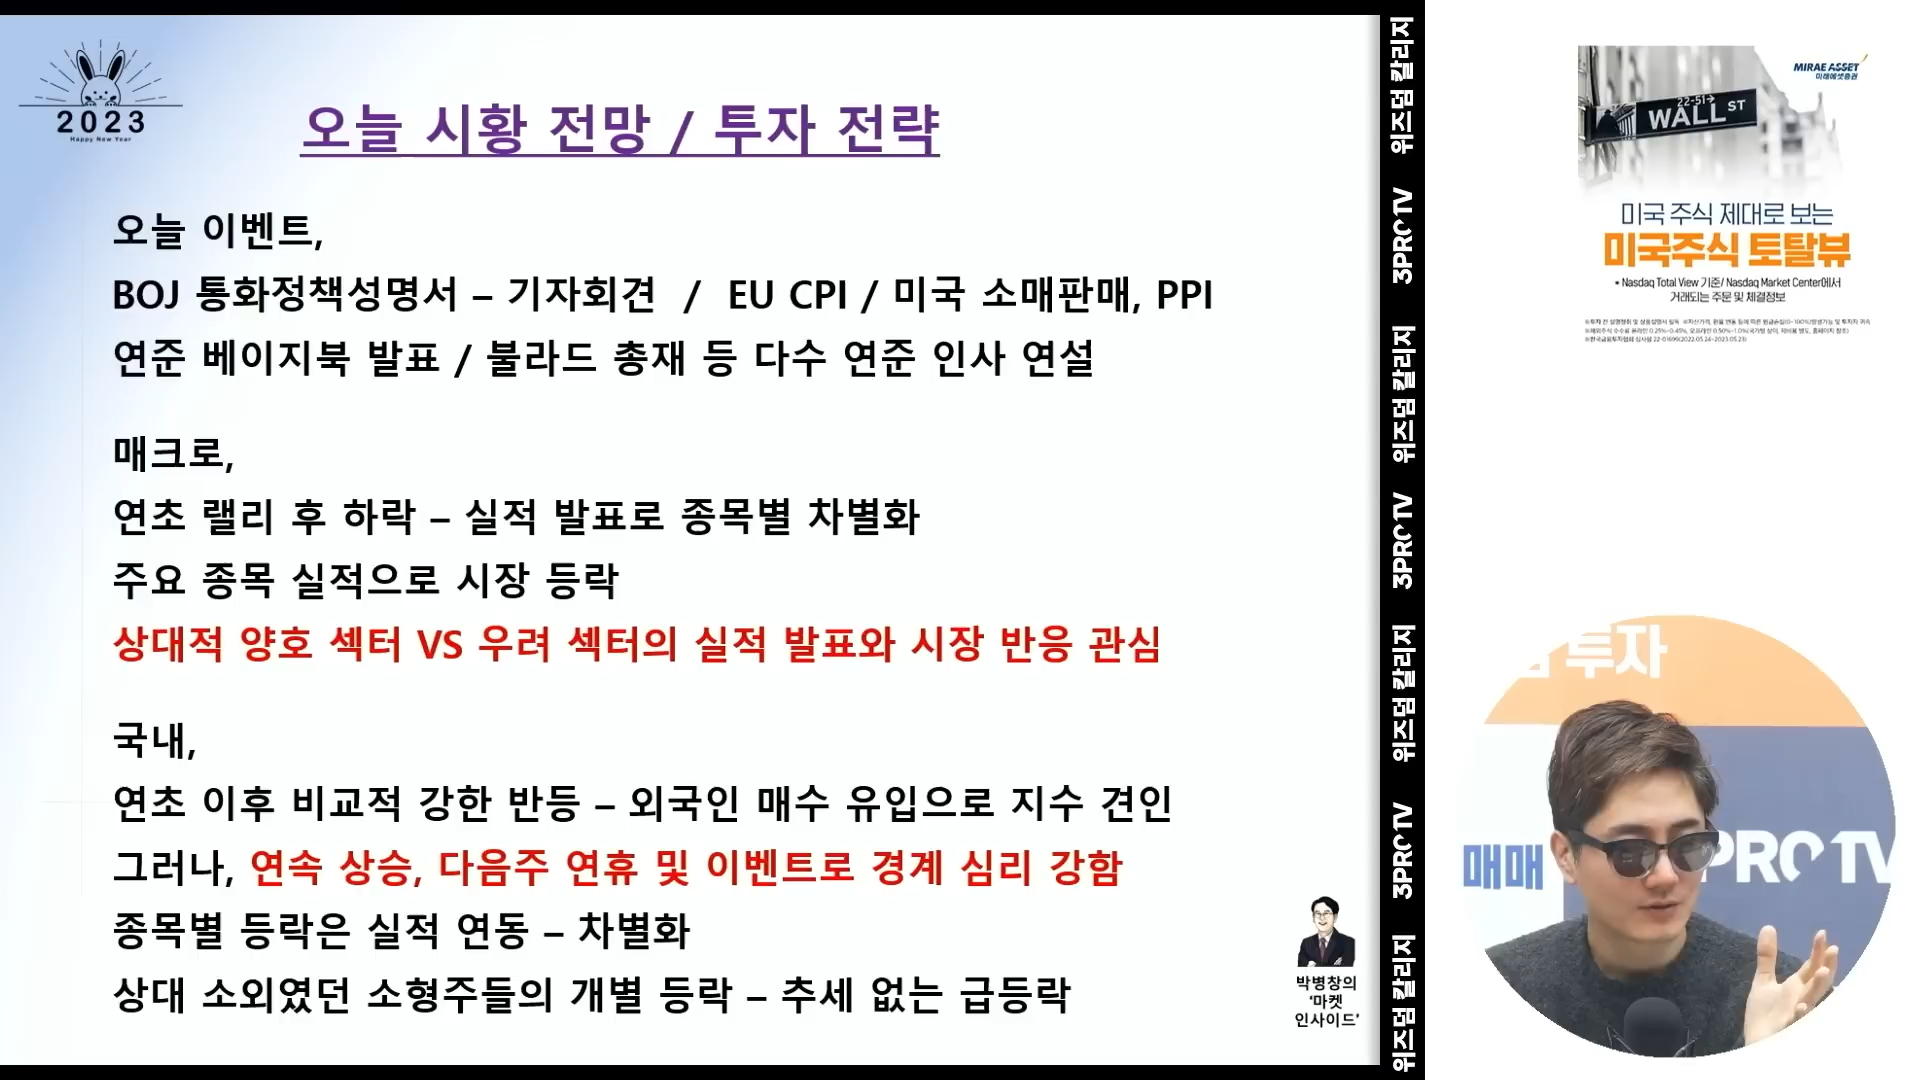 2023
Happy New Year
오늘 시황 전망 / 투자 전략
오늘 이벤트,
BOJ 통화정책성명서 – 기자회견 / EU CPI / 미국 소매판매, PPI
연준 베이지북 발표 / 불라드 총재 등 다수 연준 인사 연설
매크로,
연초 랠리 후 하락 – 실적 발표로 종목별 차별화
주요 종목 실적으로 시장 등락
상대적 양호 섹터 VS 우려 섹터의 실적 발표와 시장 반응 관심
국내,
연초 이후 비교적 강한 반등 – 외국인 매수 유입으로 지수 견인
그러나, 연속 상승, 다음주 연휴 및 이벤트로 경계 심리 강함
종목별 등락은 실적 연동 – 차별화
상대 소외였던 소형주들의 개별 등락 – 추세 없는 급등락
박병창의
‘마켓
인사이드’
위즈덤 칼리지
3PROTV
위즈덤 칼리지
3PROTV
위즈덤 칼리지
3PROTV
위즈덤 칼리지
MIRAE ASSET
미래에셋증권
22-51→
WALL ST
미국 주식 제대로 보는
미국주식 토탈뷰
* Nasdaq Total View 기준/ Nasdaq Market Center에서
거래되는 주문 및 체결정보
투자
매매
PROTV